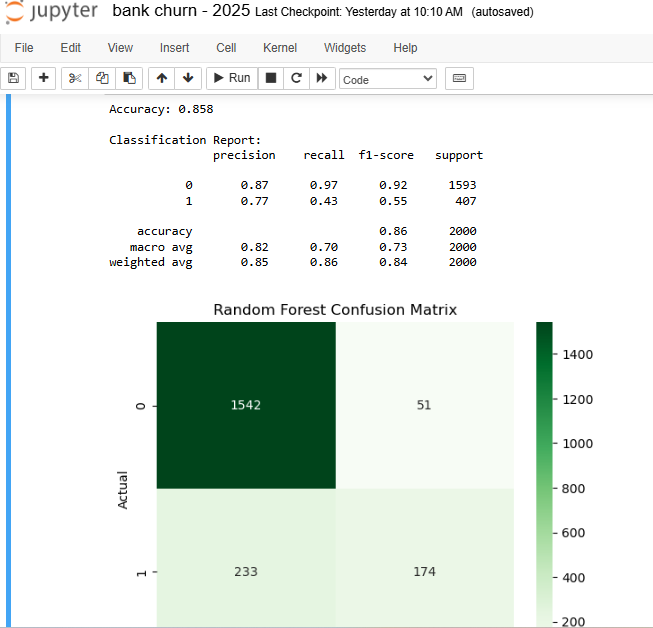 jupyter bank churn - 2025 Last Checkpoint: Yesterday at 10:10 AM (autosaved)
File Edit View Insert Cell Kernel Widgets Help
Run Code
Accuracy: 0.858
Classification Report:
precision recall f1-score support
0 0.87 0.97 0.92 1593
1 0.77 0.43 0.55 407
accuracy 0.86 2000
macro avg 0.82 0.70 0.73 2000
weighted avg 0.85 0.86 0.84 2000
Random Forest Confusion Matrix
1400
0 1542 51
1200
1000
Actual
800
600
1 233 174
400
200